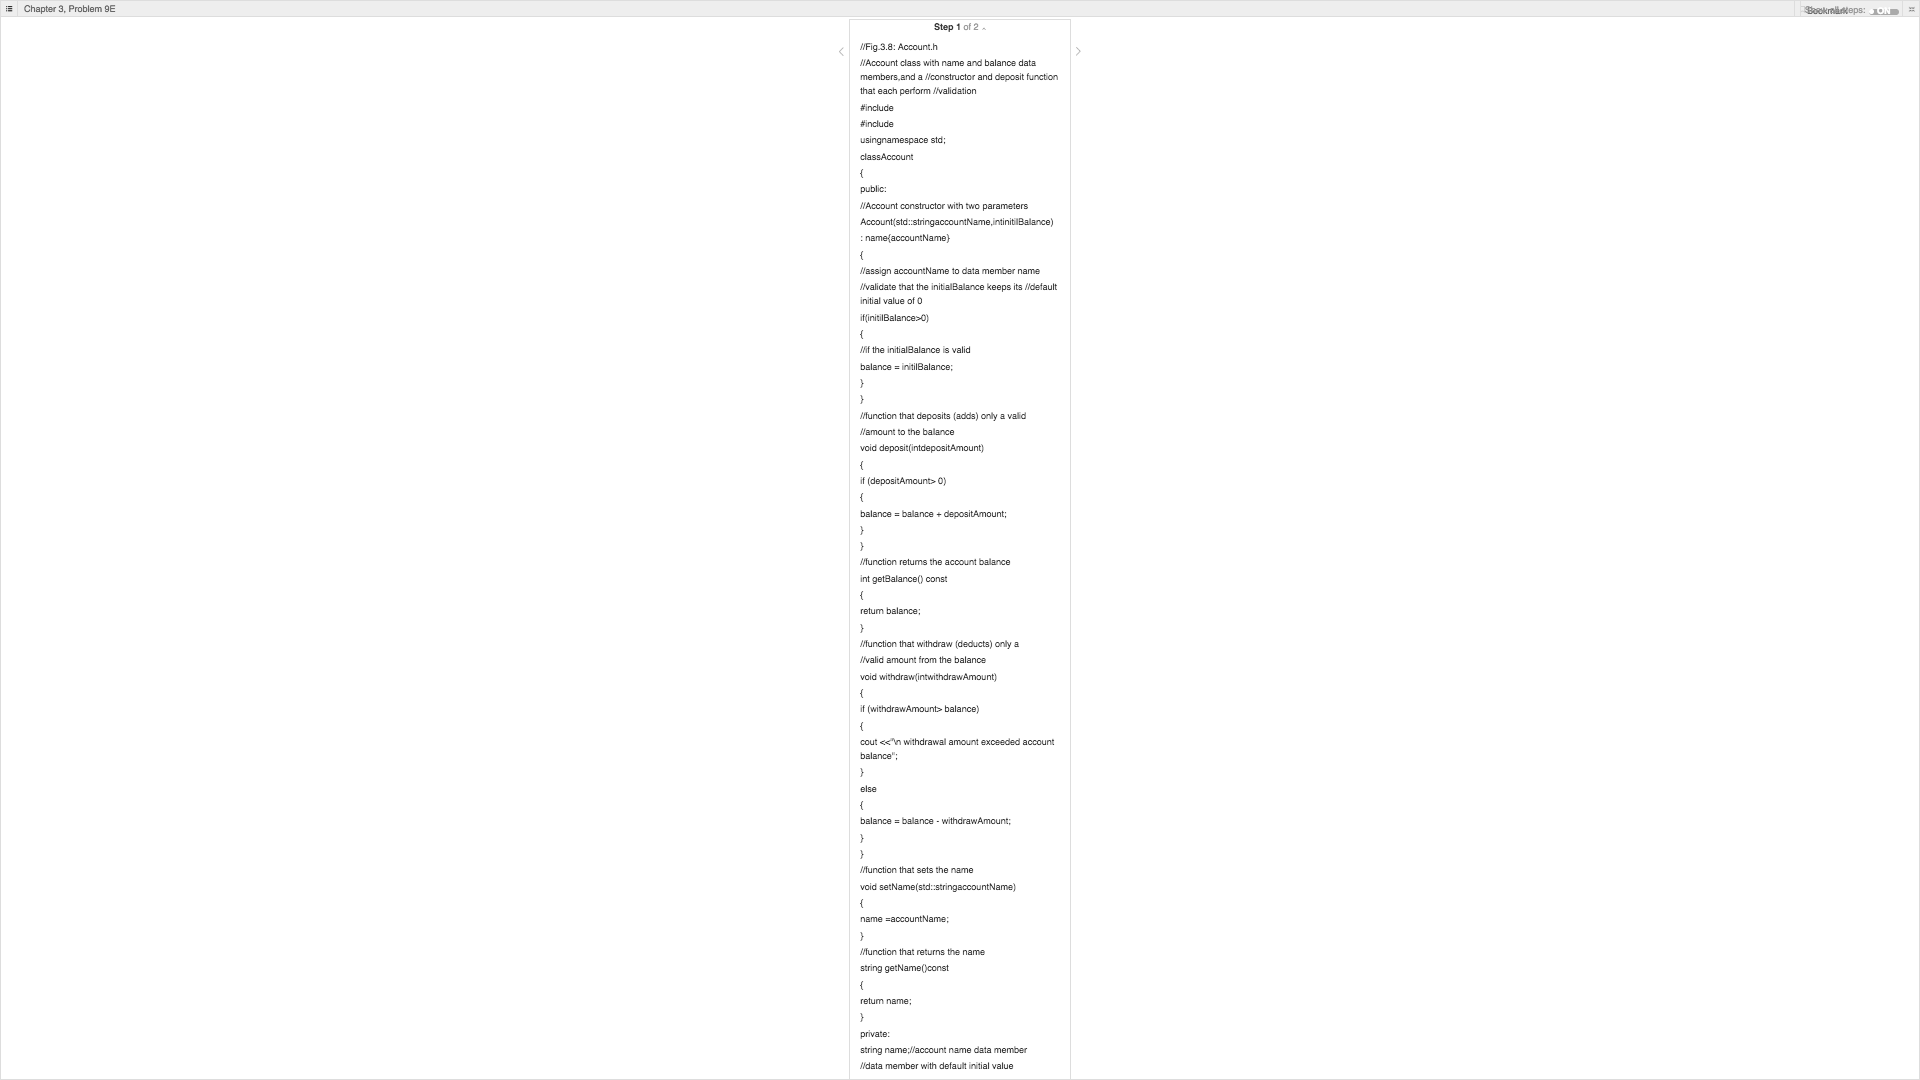 Chapter 3, Problem 9E
Bookmark
Step 1 of 2
//Fig.3.8: Account.h
//Account class with name and balance data
members,and a //constructor and deposit function
that each perform //validation
#include
#include
usingnamespace std;
classAccount
{
public:
//Account constructor with two parameters
Account(std::stringaccountName,intinitilBalance)
: name{accountName}
{
//assign accountName to data member name
//validate that the initialBalance keeps its //default
initial value of 0
if(initilBalance>0)
{
//if the initialBalance is valid
balance = initilBalance;
}
}
//function that deposits (adds) only a valid
//amount to the balance
void deposit(intdepositAmount)
{
if (depositAmount> 0)
{
balance = balance + depositAmount;
}
}
//function returns the account balance
int getBalance() const
{
return balance;
}
//function that withdraw (deducts) only a
//valid amount from the balance
void withdraw(intwithdrawAmount)
{
if (withdrawAmount> balance)
{
cout <<"\n withdrawal amount exceeded account
balance";
}
else
{
balance = balance - withdrawAmount;
}
}
//function that sets the name
void setName(std::stringaccountName)
{
name =accountName;
}
//function that returns the name
string getName()const
{
return name;
}
private:
string name;//account name data member
//data member with default initial value